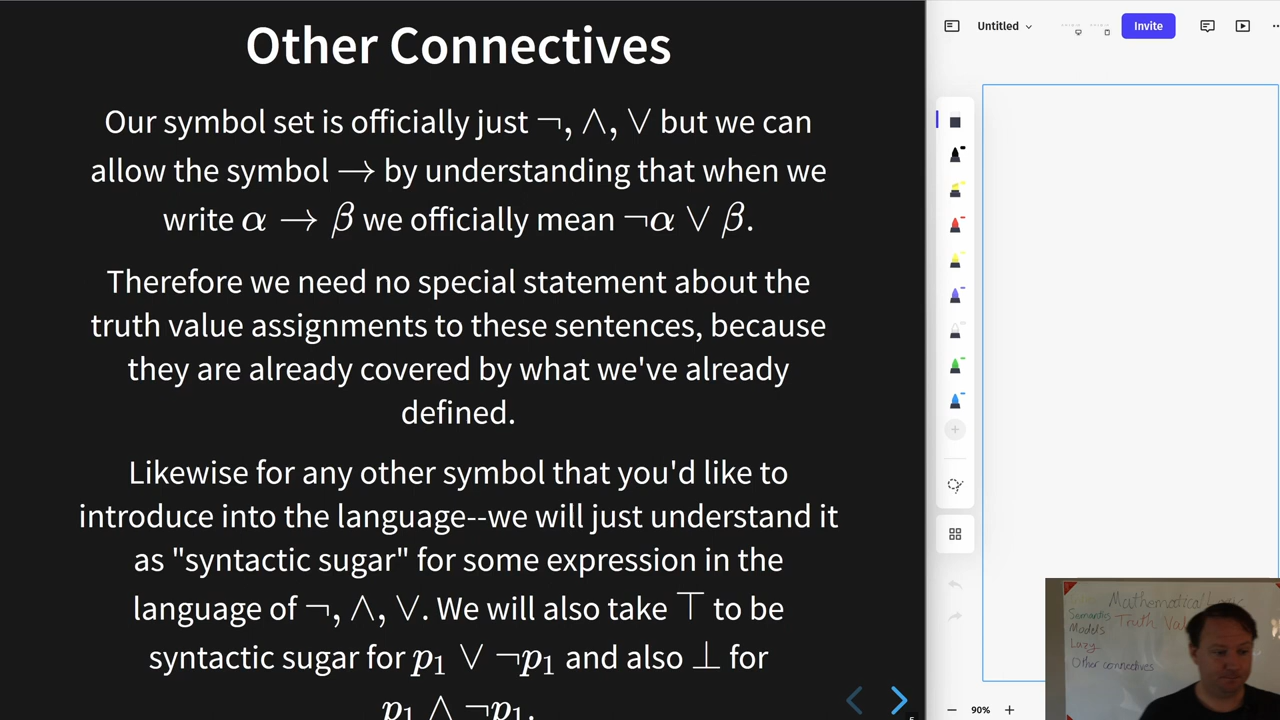 Other Connectives
Our symbol set is officially just ¬, ∧, ∨ but we can
allow the symbol → by understanding that when we
write α → β we officially mean ¬α ∨ β.
Therefore we need no special statement about the
truth value assignments to these sentences, because
they are already covered by what we've already
defined.
Likewise for any other symbol that you'd like to
introduce into the language--we will just understand it
as "syntactic sugar" for some expression in the
language of ¬, ∧, ∨. We will also take ⊤ to be
syntactic sugar for p₁ ∨ ¬p₁ and also ⊥ for
p₁ ∧ ¬p₁.
Untitled
Invite
90%
Mathematical
Semantics
Truth Val
Models
Lazy
Other connectives